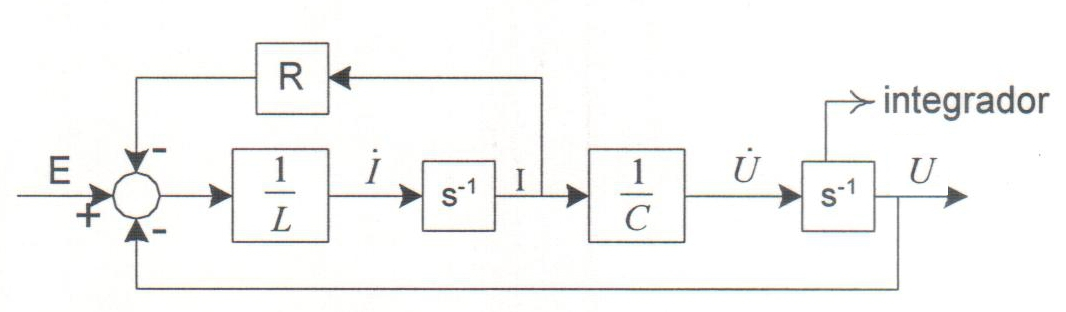 R
integrador
E
+
-
-
1
L
İ
s⁻¹
I
1
C
U̇
s⁻¹
U